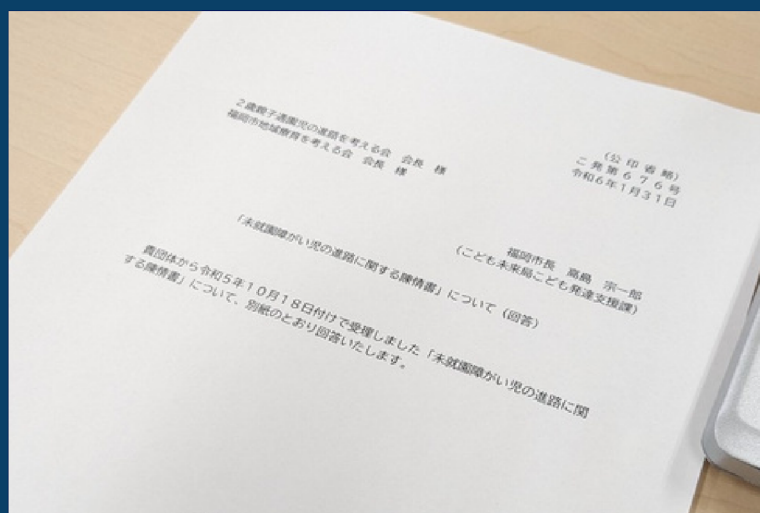 （公印省略）
こ発第６７６号
令和６年１月３１日
２歳親子通園児の進路を考える会　会長　様
福岡市地域療育を考える会　会長　様
福岡市長　高島　宗一郎
（こども未来局こども発達支援課）
「未就園障がい児の進路に関する陳情書」について（回答）
貴団体から令和５年１０月１８日付けで受理しました「未就園障がい児の進路に関
する陳情書」について、別紙のとおり回答いたします。